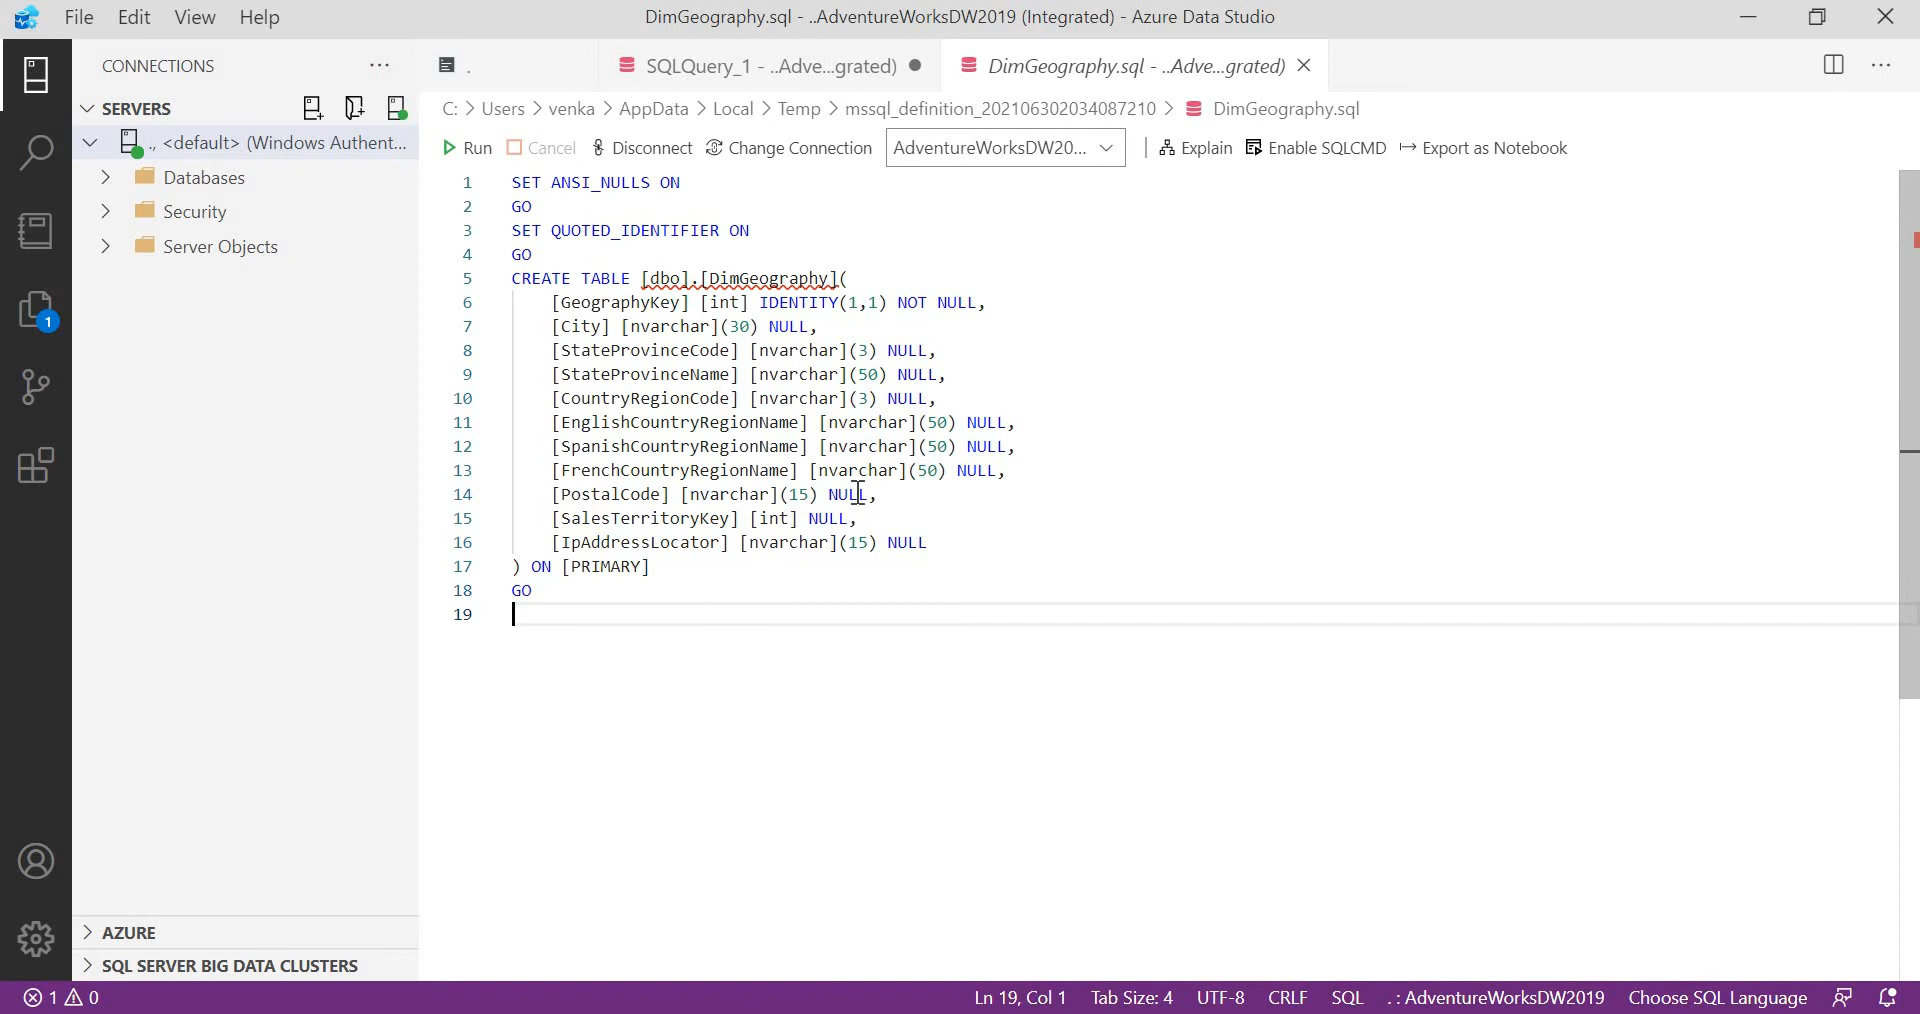 File Edit View Help
DimGeography.sql - ..AdventureWorksDW2019 (Integrated) - Azure Data Studio
CONNECTIONS
SERVERS
., <default> (Windows Authent...
Databases
Security
Server Objects
AZURE
SQL SERVER BIG DATA CLUSTERS
1
.
SQLQuery_1 - ..Adve...grated)
DimGeography.sql - ..Adve...grated)
C: > Users > venka > AppData > Local > Temp > mssql_definition_202106302034087210 > DimGeography.sql
Run Cancel Disconnect Change Connection AdventureWorksDW20... Explain Enable SQLCMD Export as Notebook
1 SET ANSI_NULLS ON
2 GO
3 SET QUOTED_IDENTIFIER ON
4 GO
5 CREATE TABLE [dbo].[DimGeography](
6 [GeographyKey] [int] IDENTITY(1,1) NOT NULL,
7 [City] [nvarchar](30) NULL,
8 [StateProvinceCode] [nvarchar](3) NULL,
9 [StateProvinceName] [nvarchar](50) NULL,
10 [CountryRegionCode] [nvarchar](3) NULL,
11 [EnglishCountryRegionName] [nvarchar](50) NULL,
12 [SpanishCountryRegionName] [nvarchar](50) NULL,
13 [FrenchCountryRegionName] [nvarchar](50) NULL,
14 [PostalCode] [nvarchar](15) NULL,
15 [SalesTerritoryKey] [int] NULL,
16 [IpAddressLocator] [nvarchar](15) NULL
17 ) ON [PRIMARY]
18 GO
19
1 0 Ln 19, Col 1 Tab Size: 4 UTF-8 CRLF SQL . : AdventureWorksDW2019 Choose SQL Language